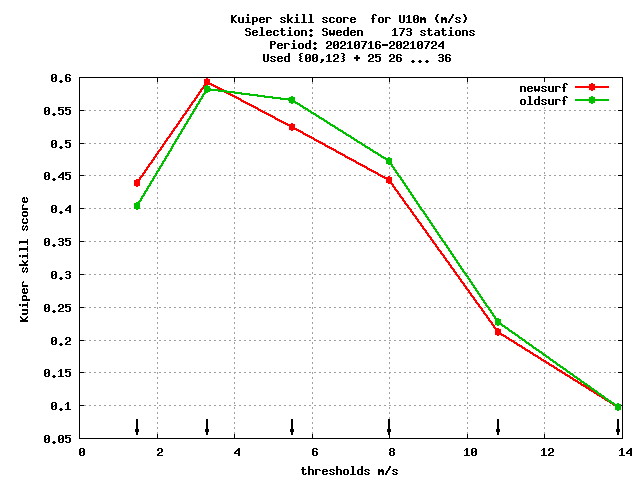 Kuiper skill score  for U10m (m/s)
Selection: Sweden    173 stations
Period: 20210716-20210724
Used {00,12} + 25 26 ... 36
newsurf
oldsurf
0.6
0.55
0.5
0.45
0.4
0.35
0.3
0.25
0.2
0.15
0.1
0.05
Kuiper skill score
0 2 4 6 8 10 12 14
thresholds m/s